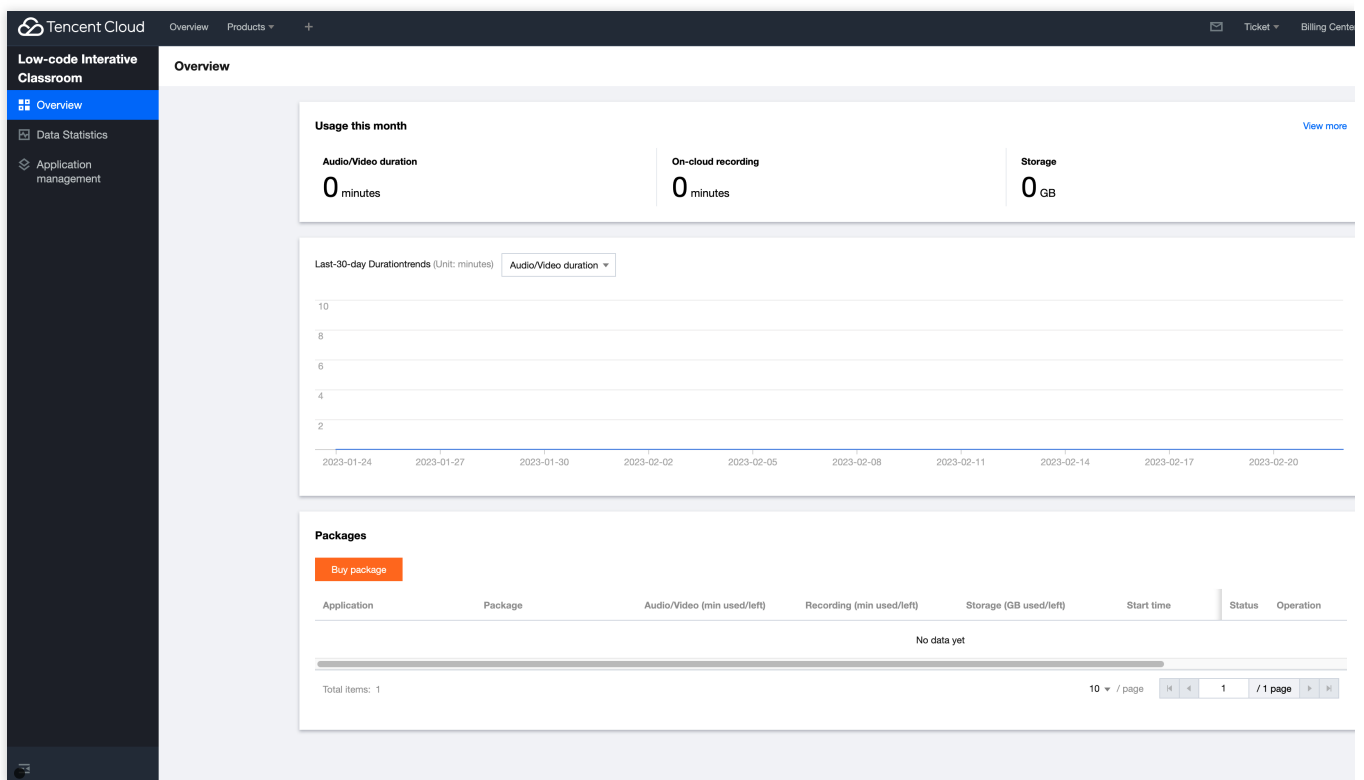 Tencent Cloud Overview Products + Ticket Billing Center
Low-code Interative
Classroom
Overview
Overview
Data Statistics
Application
management
Usage this month View more
Audio/Video duration On-cloud recording Storage
0 minutes 0 minutes 0 GB
Last-30-day Durationtrends (Unit: minutes) Audio/Video duration
10
8
6
4
2
2023-01-24 2023-01-27 2023-01-30 2023-02-02 2023-02-05 2023-02-08 2023-02-11 2023-02-14 2023-02-17 2023-02-20
Packages
Buy package
Application Package Audio/Video (min used/left) Recording (min used/left) Storage (GB used/left) Start time Status Operation
No data yet
Total items: 1 10 / page 1 / 1 page